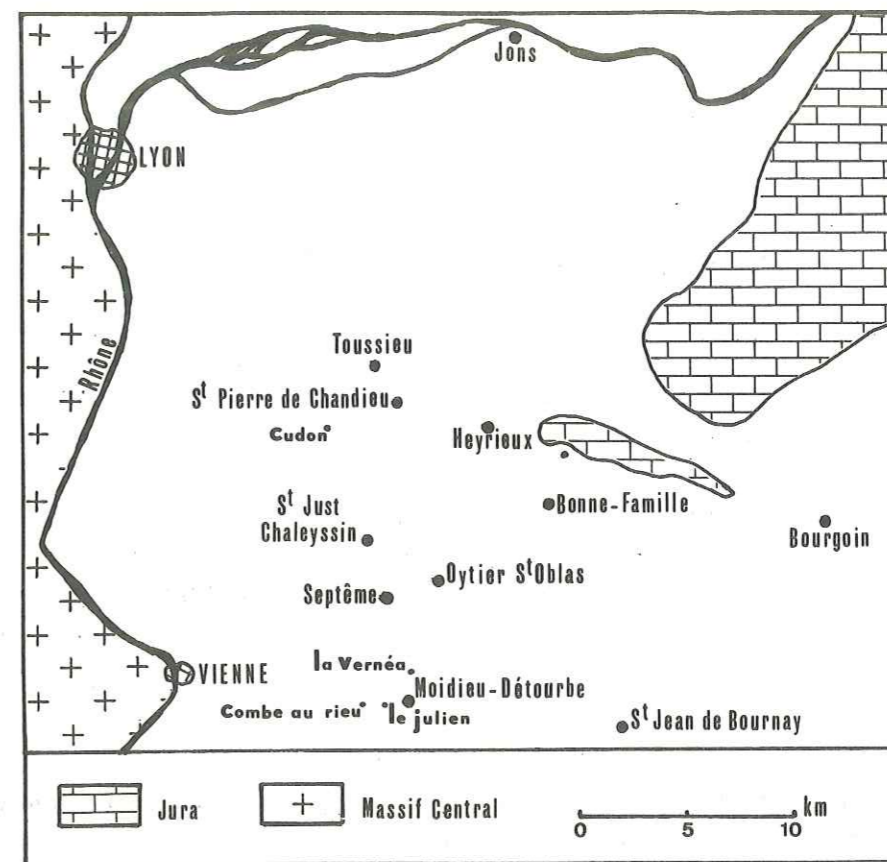 Jons
LYON
Rhône
Toussieu
St Pierre de Chandieu
Cudon
Heyrieux
Bonne-Famille
St Just
Chaleyssin
Bourgoin
Oytier St Oblas
Septême
la Vernéa
VIENNE
Moidieu-Détourbe
Combe au rieu
le julien
St Jean de Bournay
Jura
Massif Central
km
0 5 10